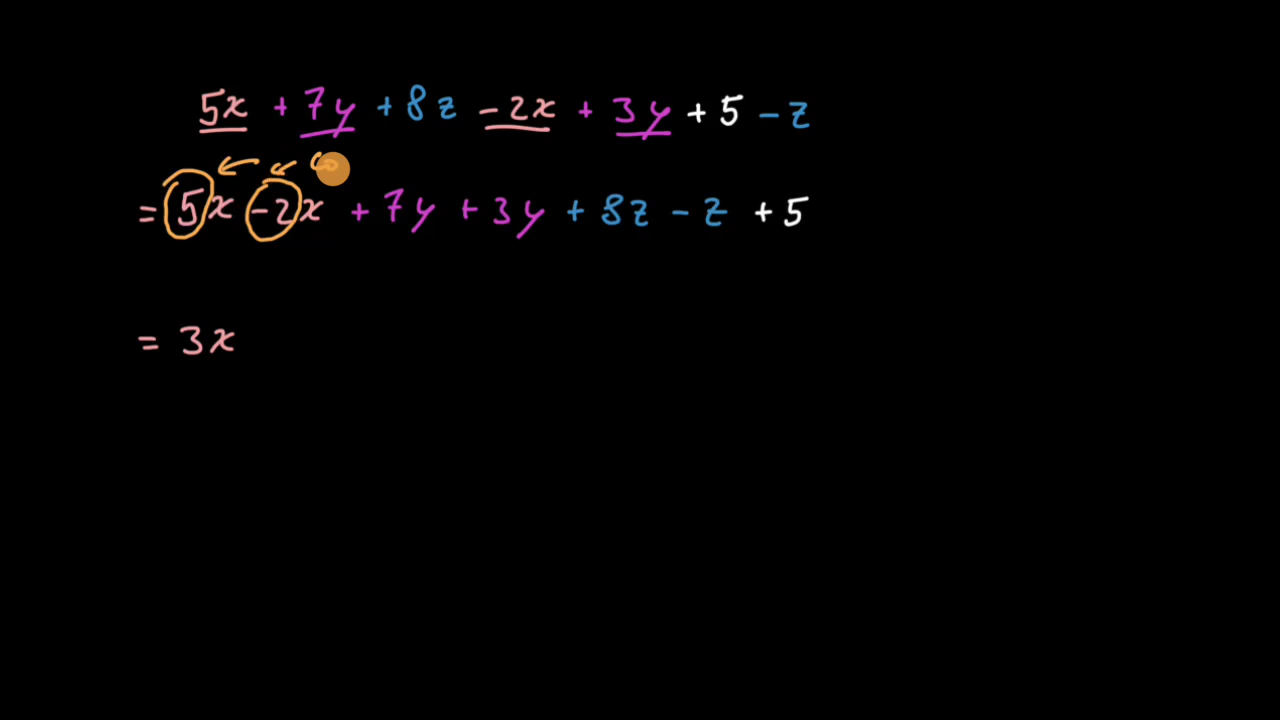 5x + 7y + 8z - 2x + 3y + 5 - z
= 5x - 2x + 7y + 3y + 8z - z + 5
= 3x